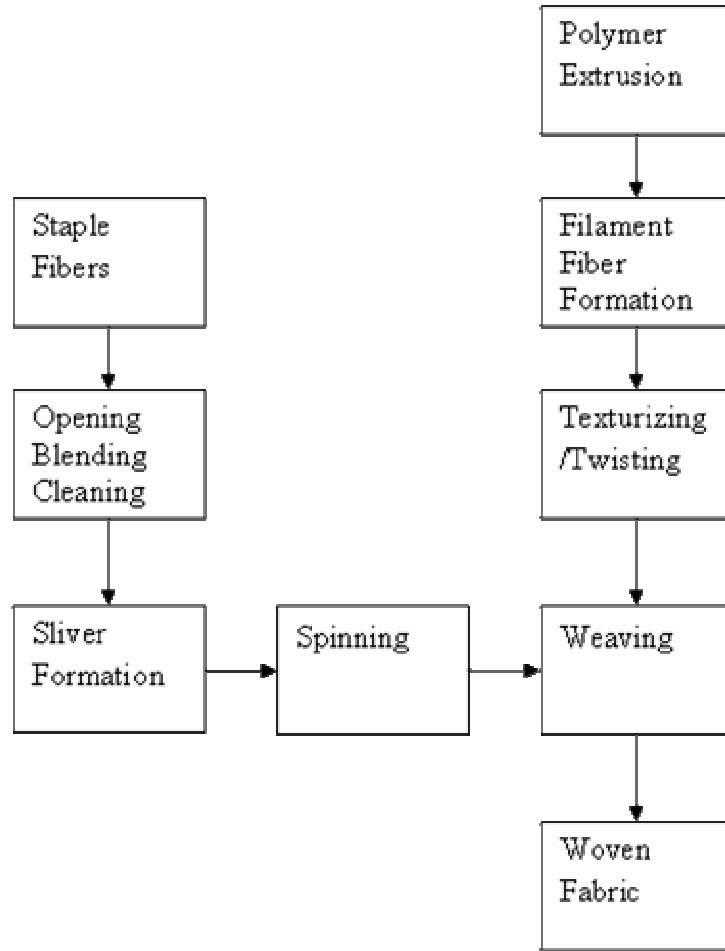 Polymer
Extrusion
Staple
Fibers
Filament
Fiber
Formation
Opening
Blending
Cleaning
Texturizing
/Twisting
Sliver
Formation
Spinning
Weaving
Woven
Fabric